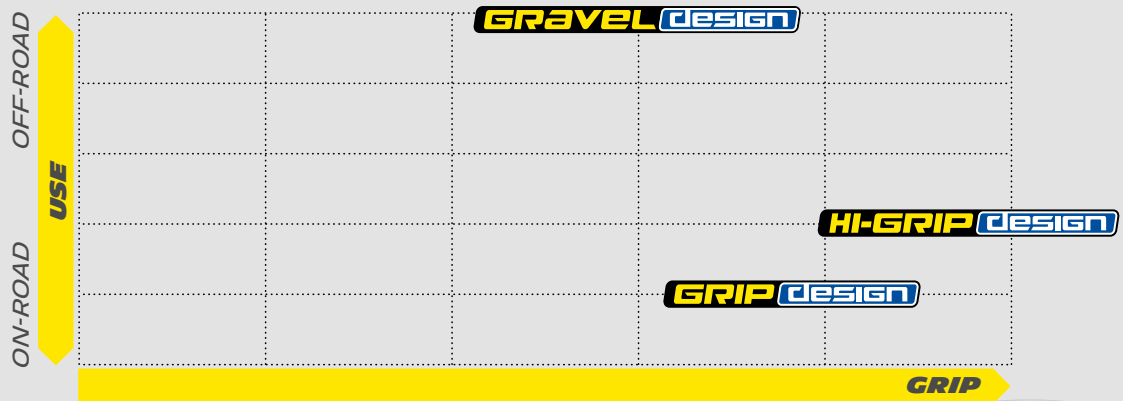 OFF-ROAD
USE
ON-ROAD
GRAVEL design
HI-GRIP design
GRIP design
GRIP